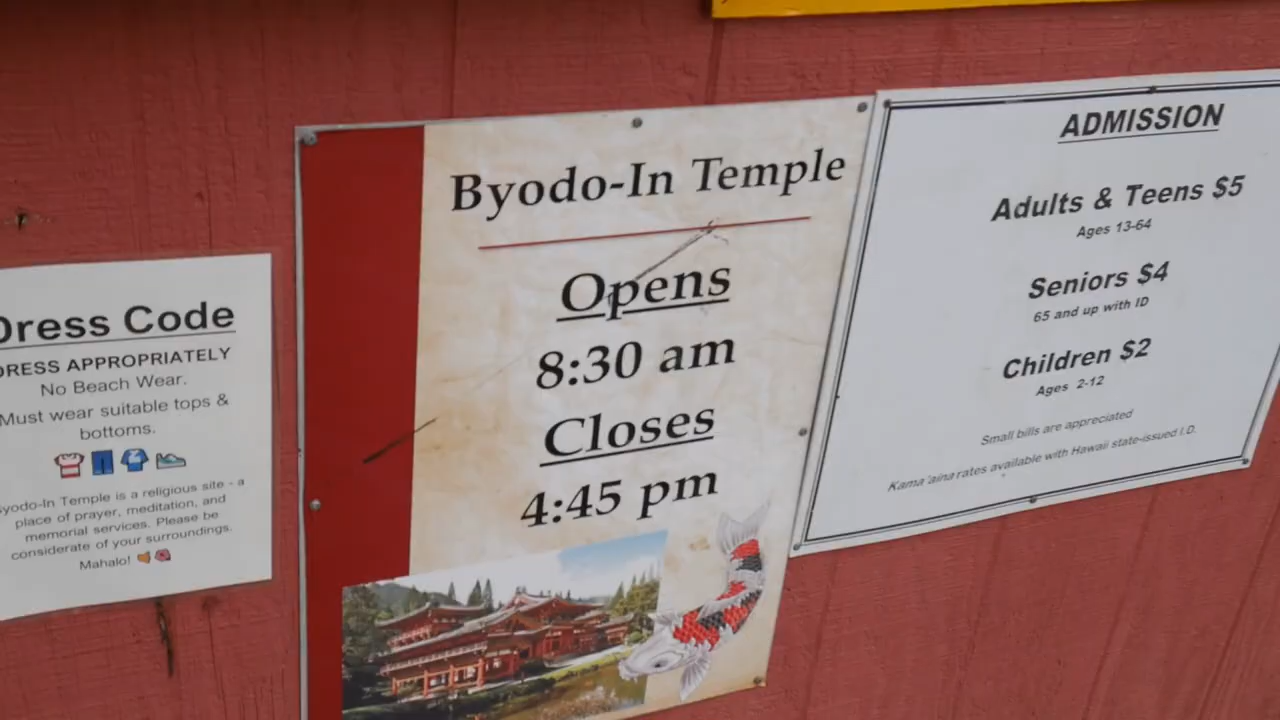 Dress Code
DRESS APPROPRIATELY
No Beach Wear.
Must wear suitable tops &
bottoms.
Byodo-In Temple is a religious site - a
place of prayer, meditation, and
memorial services. Please be
considerate of your surroundings.
Mahalo!
Byodo-In Temple
Opens
8:30 am
Closes
4:45 pm
ADMISSION
Adults & Teens $5
Ages 13-64
Seniors $4
65 and up with ID
Children $2
Ages 2-12
Small bills are appreciated
Kama'aina rates available with Hawaii state-issued I.D.